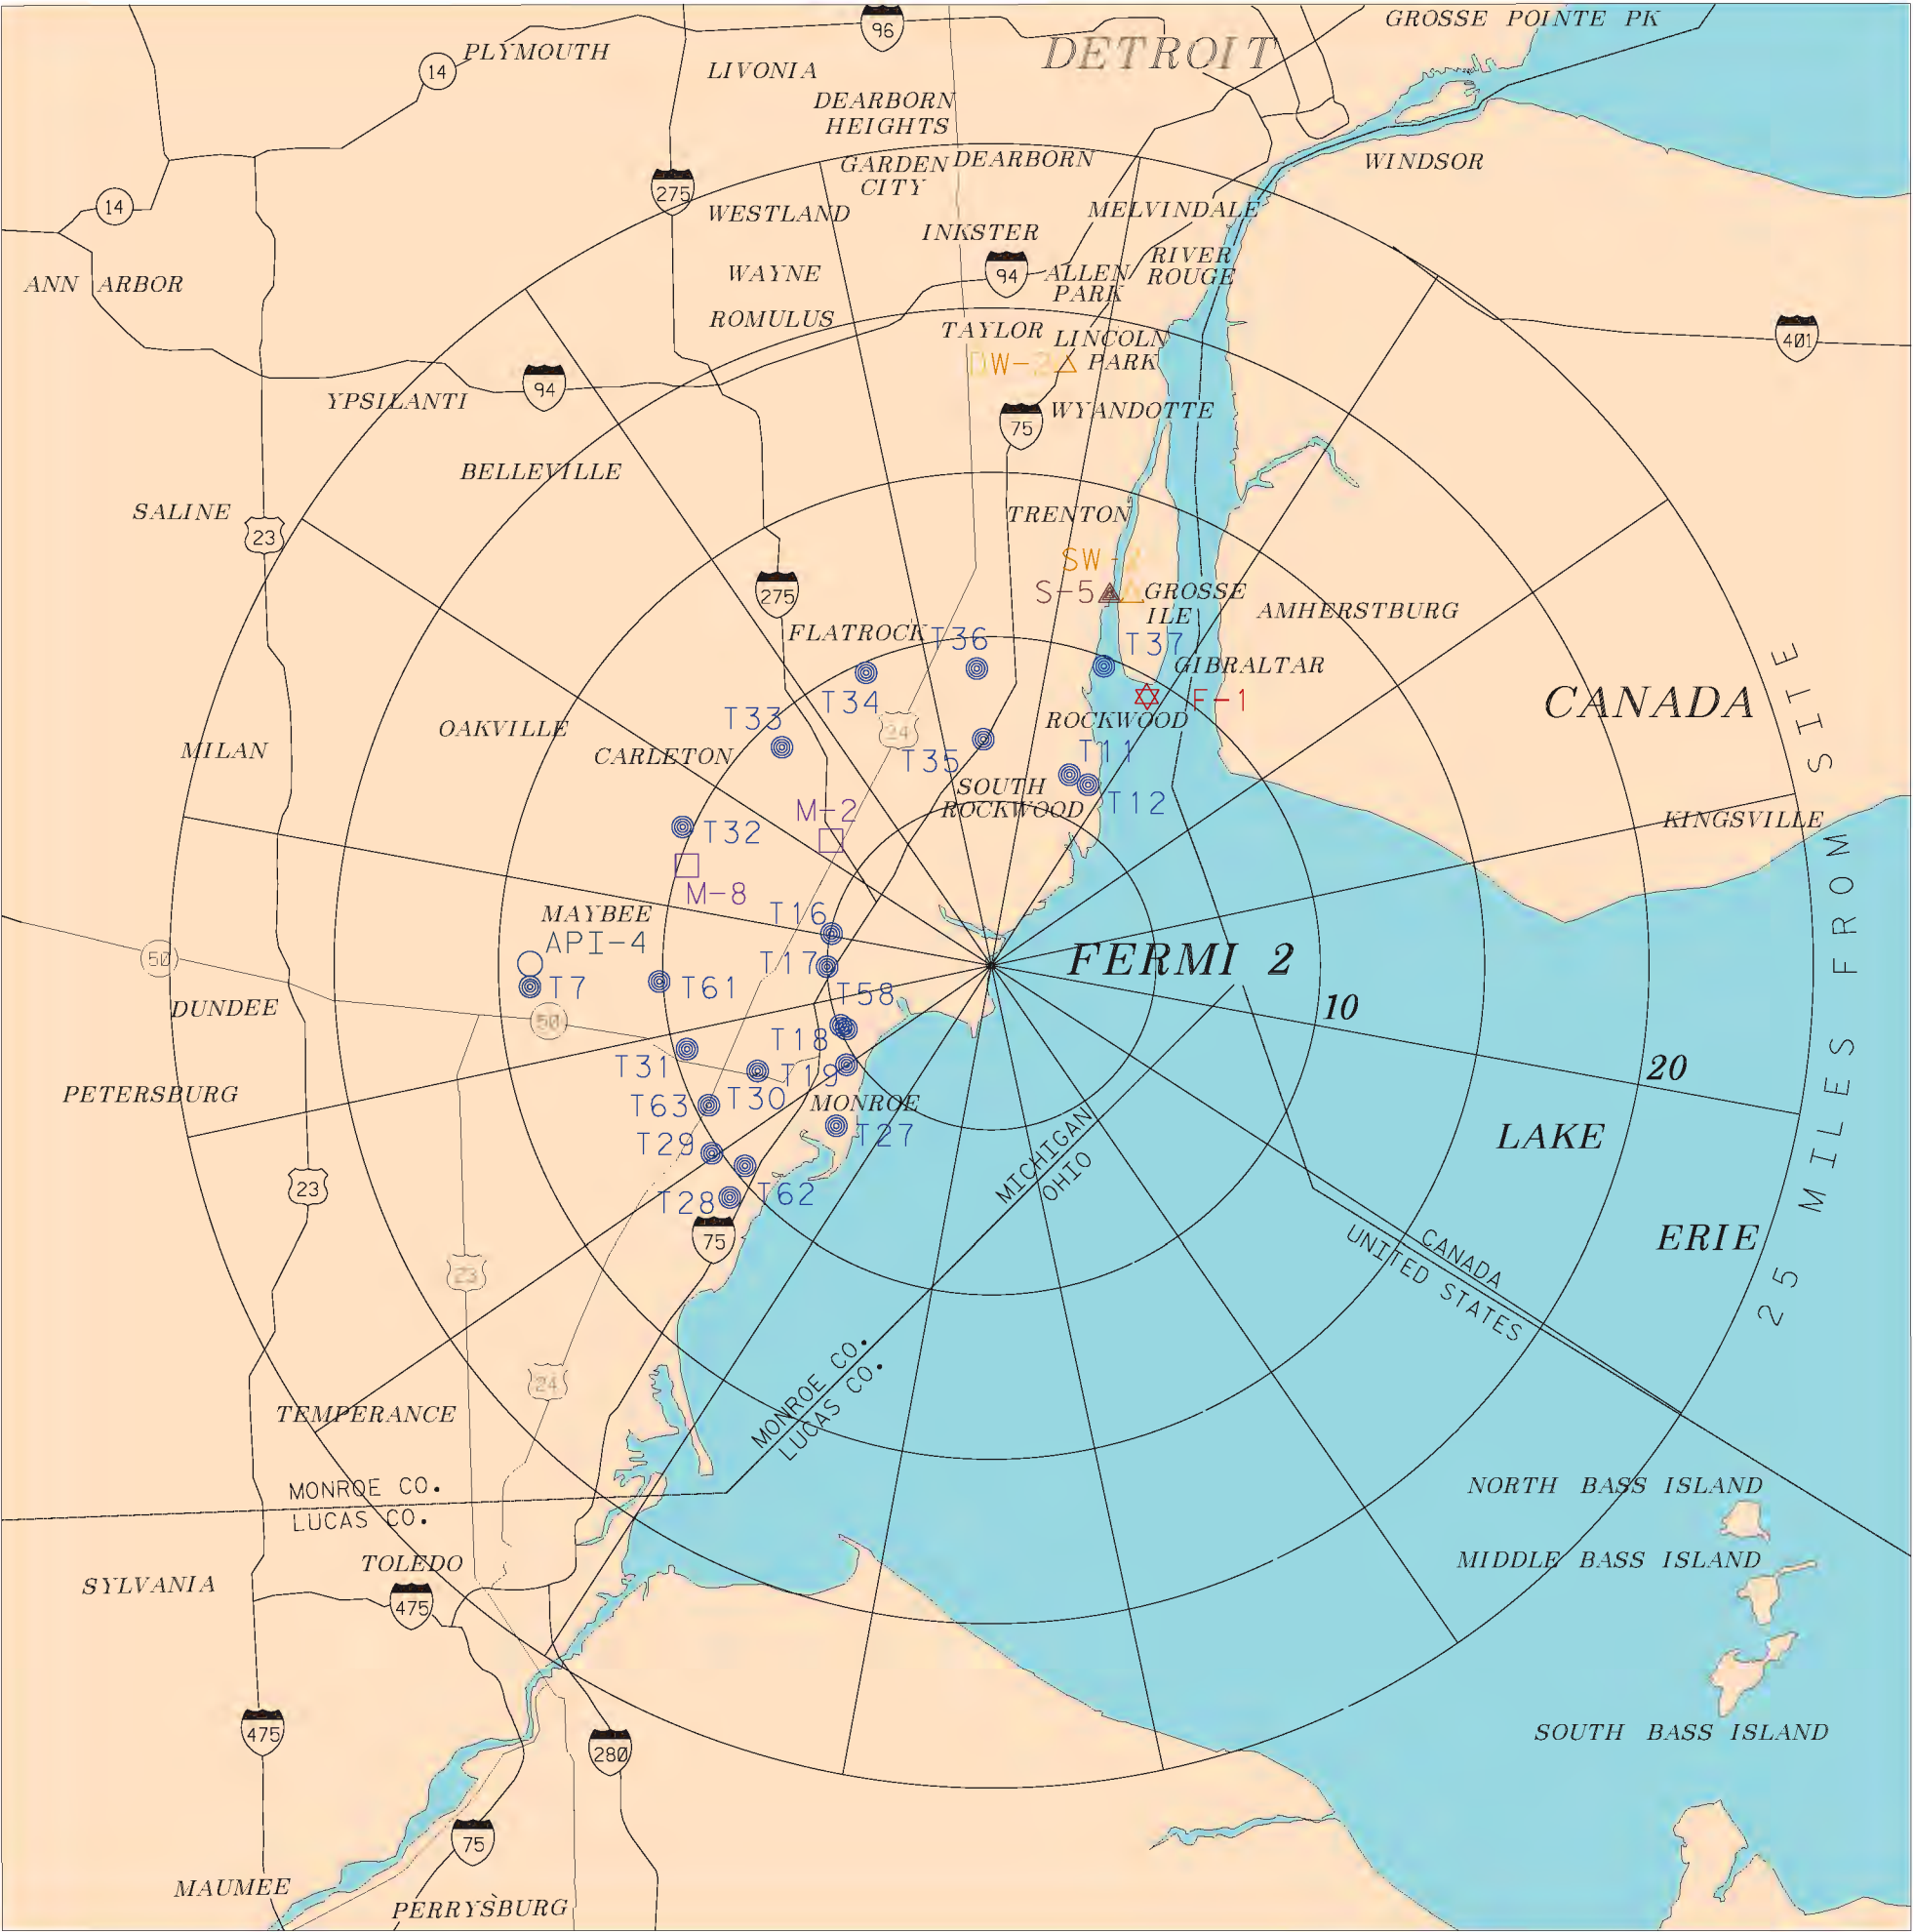 GROSSE POINTE PK
96
PLYMOUTH
DETROIT
14
LIVONIA
DEARBORN
HEIGHTS
GARDEN
CITY
DEARBORN
WINDSOR
275
14
WESTLAND
MELVINDALE
INKSTER
RIVER
ROUGE
WAYNE
94
ALLEN
PARK
ANN ARBOR
ROMULUS
TAYLOR
LINCOLN
PARK
401
94
YPSILANTI
WYANDOTTE
75
BELLEVILLE
SALINE
23
TRENTON
SW-
S-5
GROSSE
ILE
275
AMHERSTBURG
FLATROCK
T36
T37
GIBRALTAR
T34
F-1
CANADA
T33
24
ROCKWOOD
OAKVILLE
MILAN
CARLETON
T35
T11
SOUTH
ROCKWOOD
T12
M-2
T32
KINGSVILLE
M-8
MAYBEE
T16
API-4
50
T17
FERMI 2
T7
T61
T58
DUNDEE
50
10
T18
T31
T19
20
PETERSBURG
T63
T30
MONROE
T27
T29
MICHIGAN
OHIO
LAKE
T28
T62
23
75
ERIE
25 MILES FROM SITE
CANADA
UNITED STATES
23
MONROE CO.
LUCAS CO.
24
TEMPERANCE
MONROE CO.
LUCAS CO.
NORTH BASS ISLAND
TOLEDO
MIDDLE BASS ISLAND
SYLVANIA
475
475
SOUTH BASS ISLAND
280
75
MAUMEE
PERRYSBURG